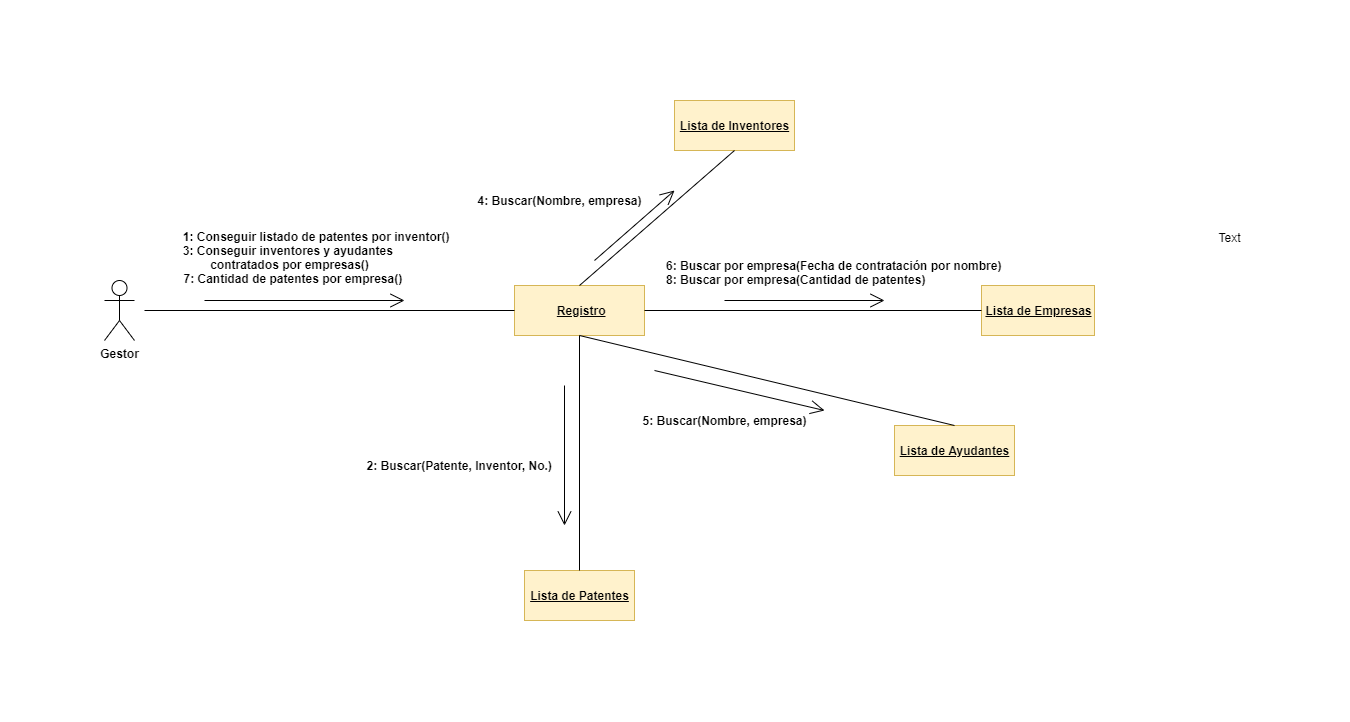 Lista de Inventores
4: Buscar(Nombre, empresa)
1: Conseguir listado de patentes por inventor()
3: Conseguir inventores y ayudantes
contratados por empresas()
7: Cantidad de patentes por empresa()
Text
6: Buscar por empresa(Fecha de contratación por nombre)
8: Buscar por empresa(Cantidad de patentes)
Registro
Lista de Empresas
Gestor
5: Buscar(Nombre, empresa)
Lista de Ayudantes
2: Buscar(Patente, Inventor, No.)
Lista de Patentes